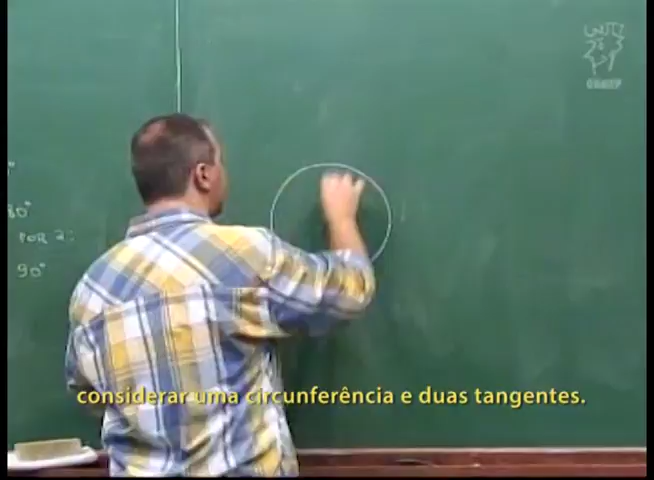 80°
POR 2:
90°
considerar uma circunferência e duas tangentes.